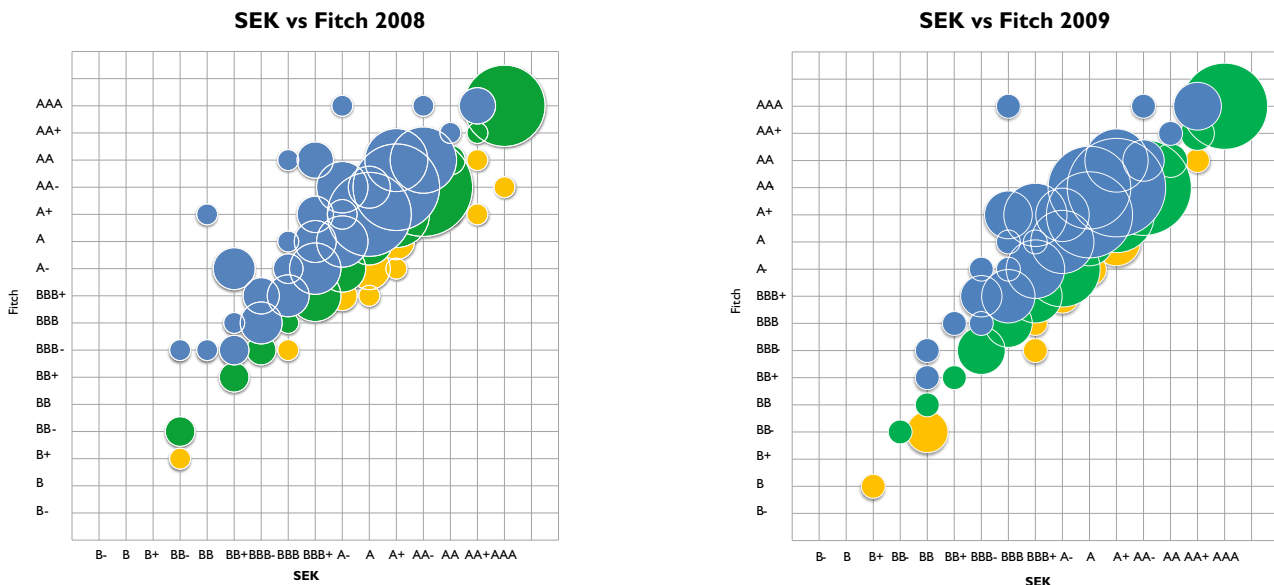 SEK vs Fitch 2008
AAA
AA+
AA
AA-
A+
A
A-
BBB+
BBB
BBB-
BB+
BB
BB-
B+
B
B-
Fitch
B- B B+ BB- BB BB+ BBB- BBB BBB+ A- A A+ AA- AA AA+ AAA
SEK
SEK vs Fitch 2009
AAA
AA+
AA
AA-
A+
A
A-
BBB+
BBB
BBB-
BB+
BB
BB-
B+
B
B-
Fitch
B- B B+ BB- BB BB+ BBB- BBB BBB+ A- A A+ AA- AA AA+ AAA
SEK